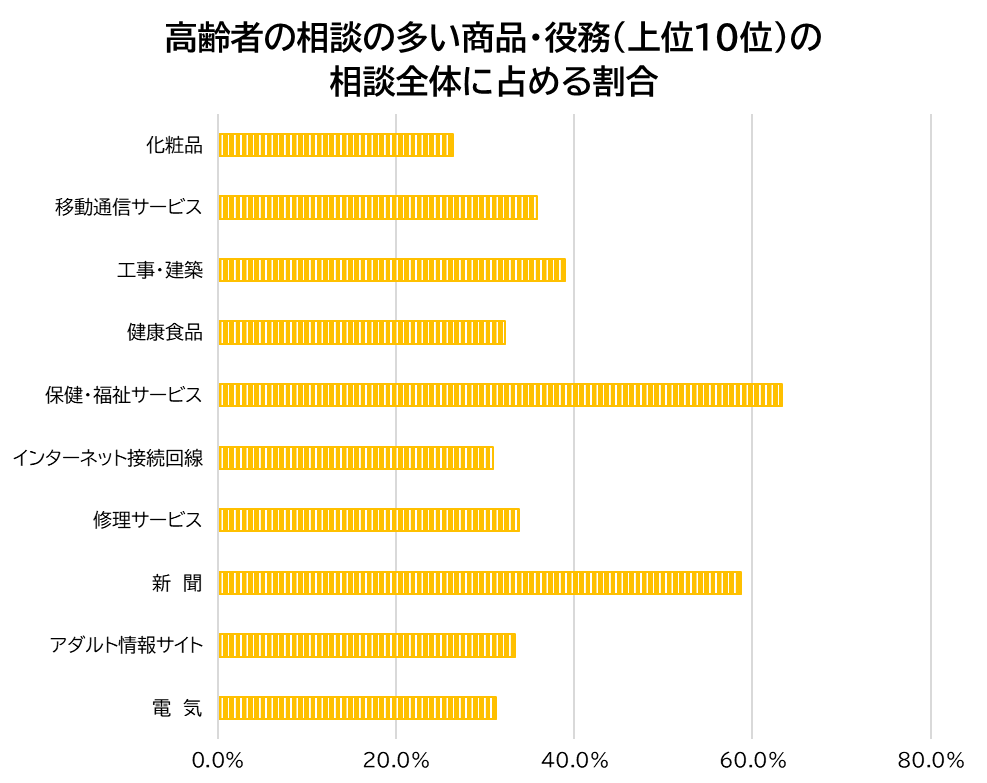 高齢者の相談の多い商品・役務（上位10位）の
相談全体に占める割合
化粧品
移動通信サービス
工事・建築
健康食品
保健・福祉サービス
インターネット接続回線
修理サービス
新　聞
アダルト情報サイト
電　気
0.0% 20.0% 40.0% 60.0% 80.0%